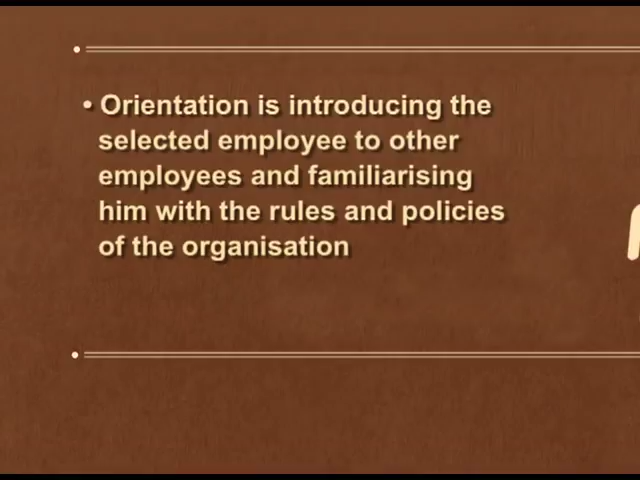 • Orientation is introducing the
selected employee to other
employees and familiarising
him with the rules and policies
of the organisation